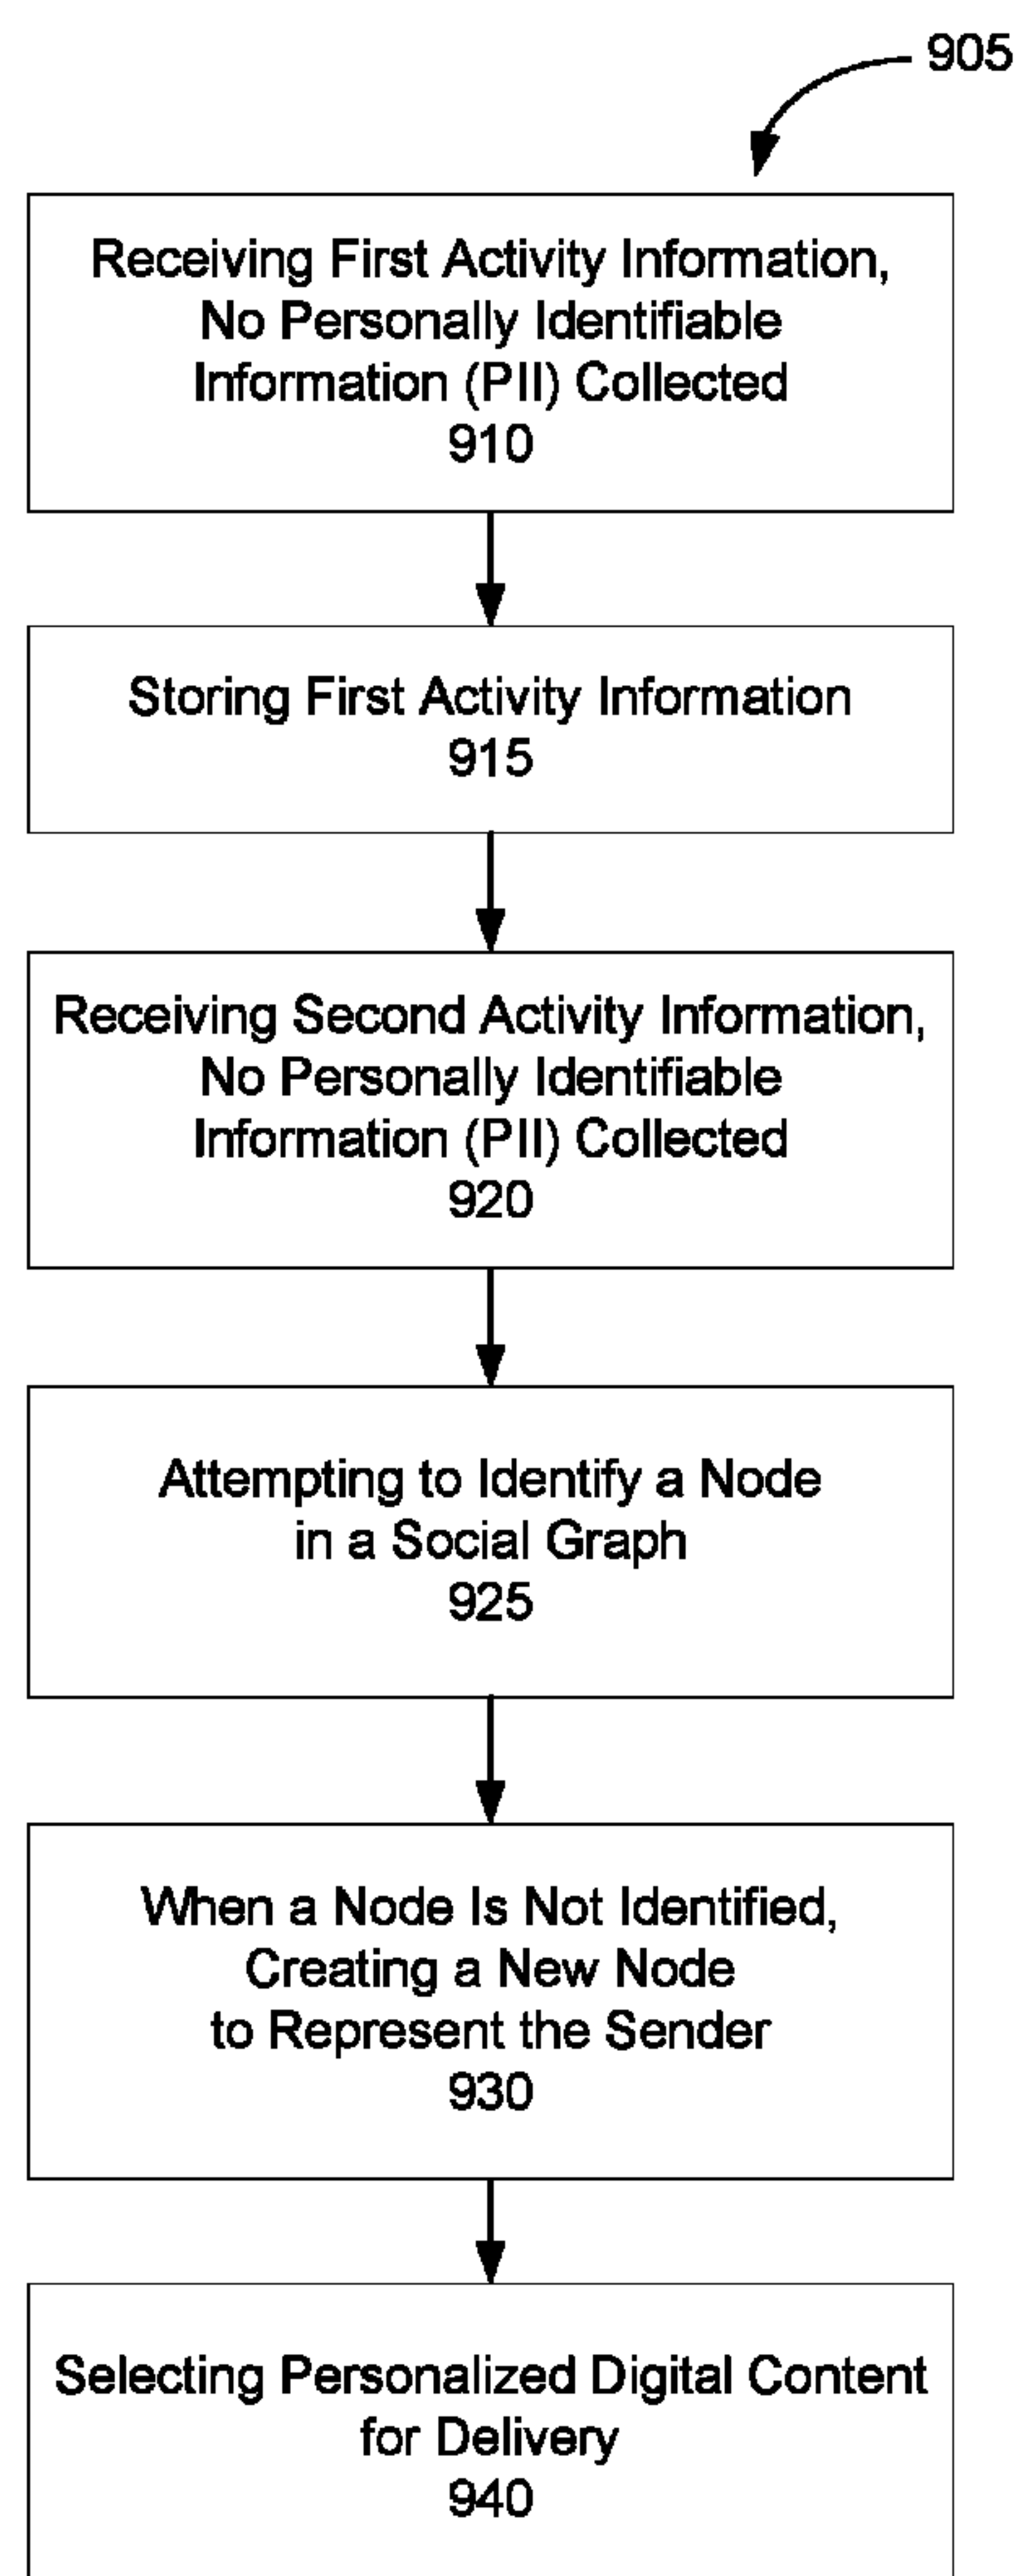 905
Receiving First Activity Information,
No Personally Identifiable
Information (PII) Collected
910
Storing First Activity Information
915
Receiving Second Activity Information,
No Personally Identifiable
Information (PII) Collected
920
Attempting to Identify a Node
in a Social Graph
925
When a Node Is Not Identified,
Creating a New Node
to Represent the Sender
930
Selecting Personalized Digital Content
for Delivery
940